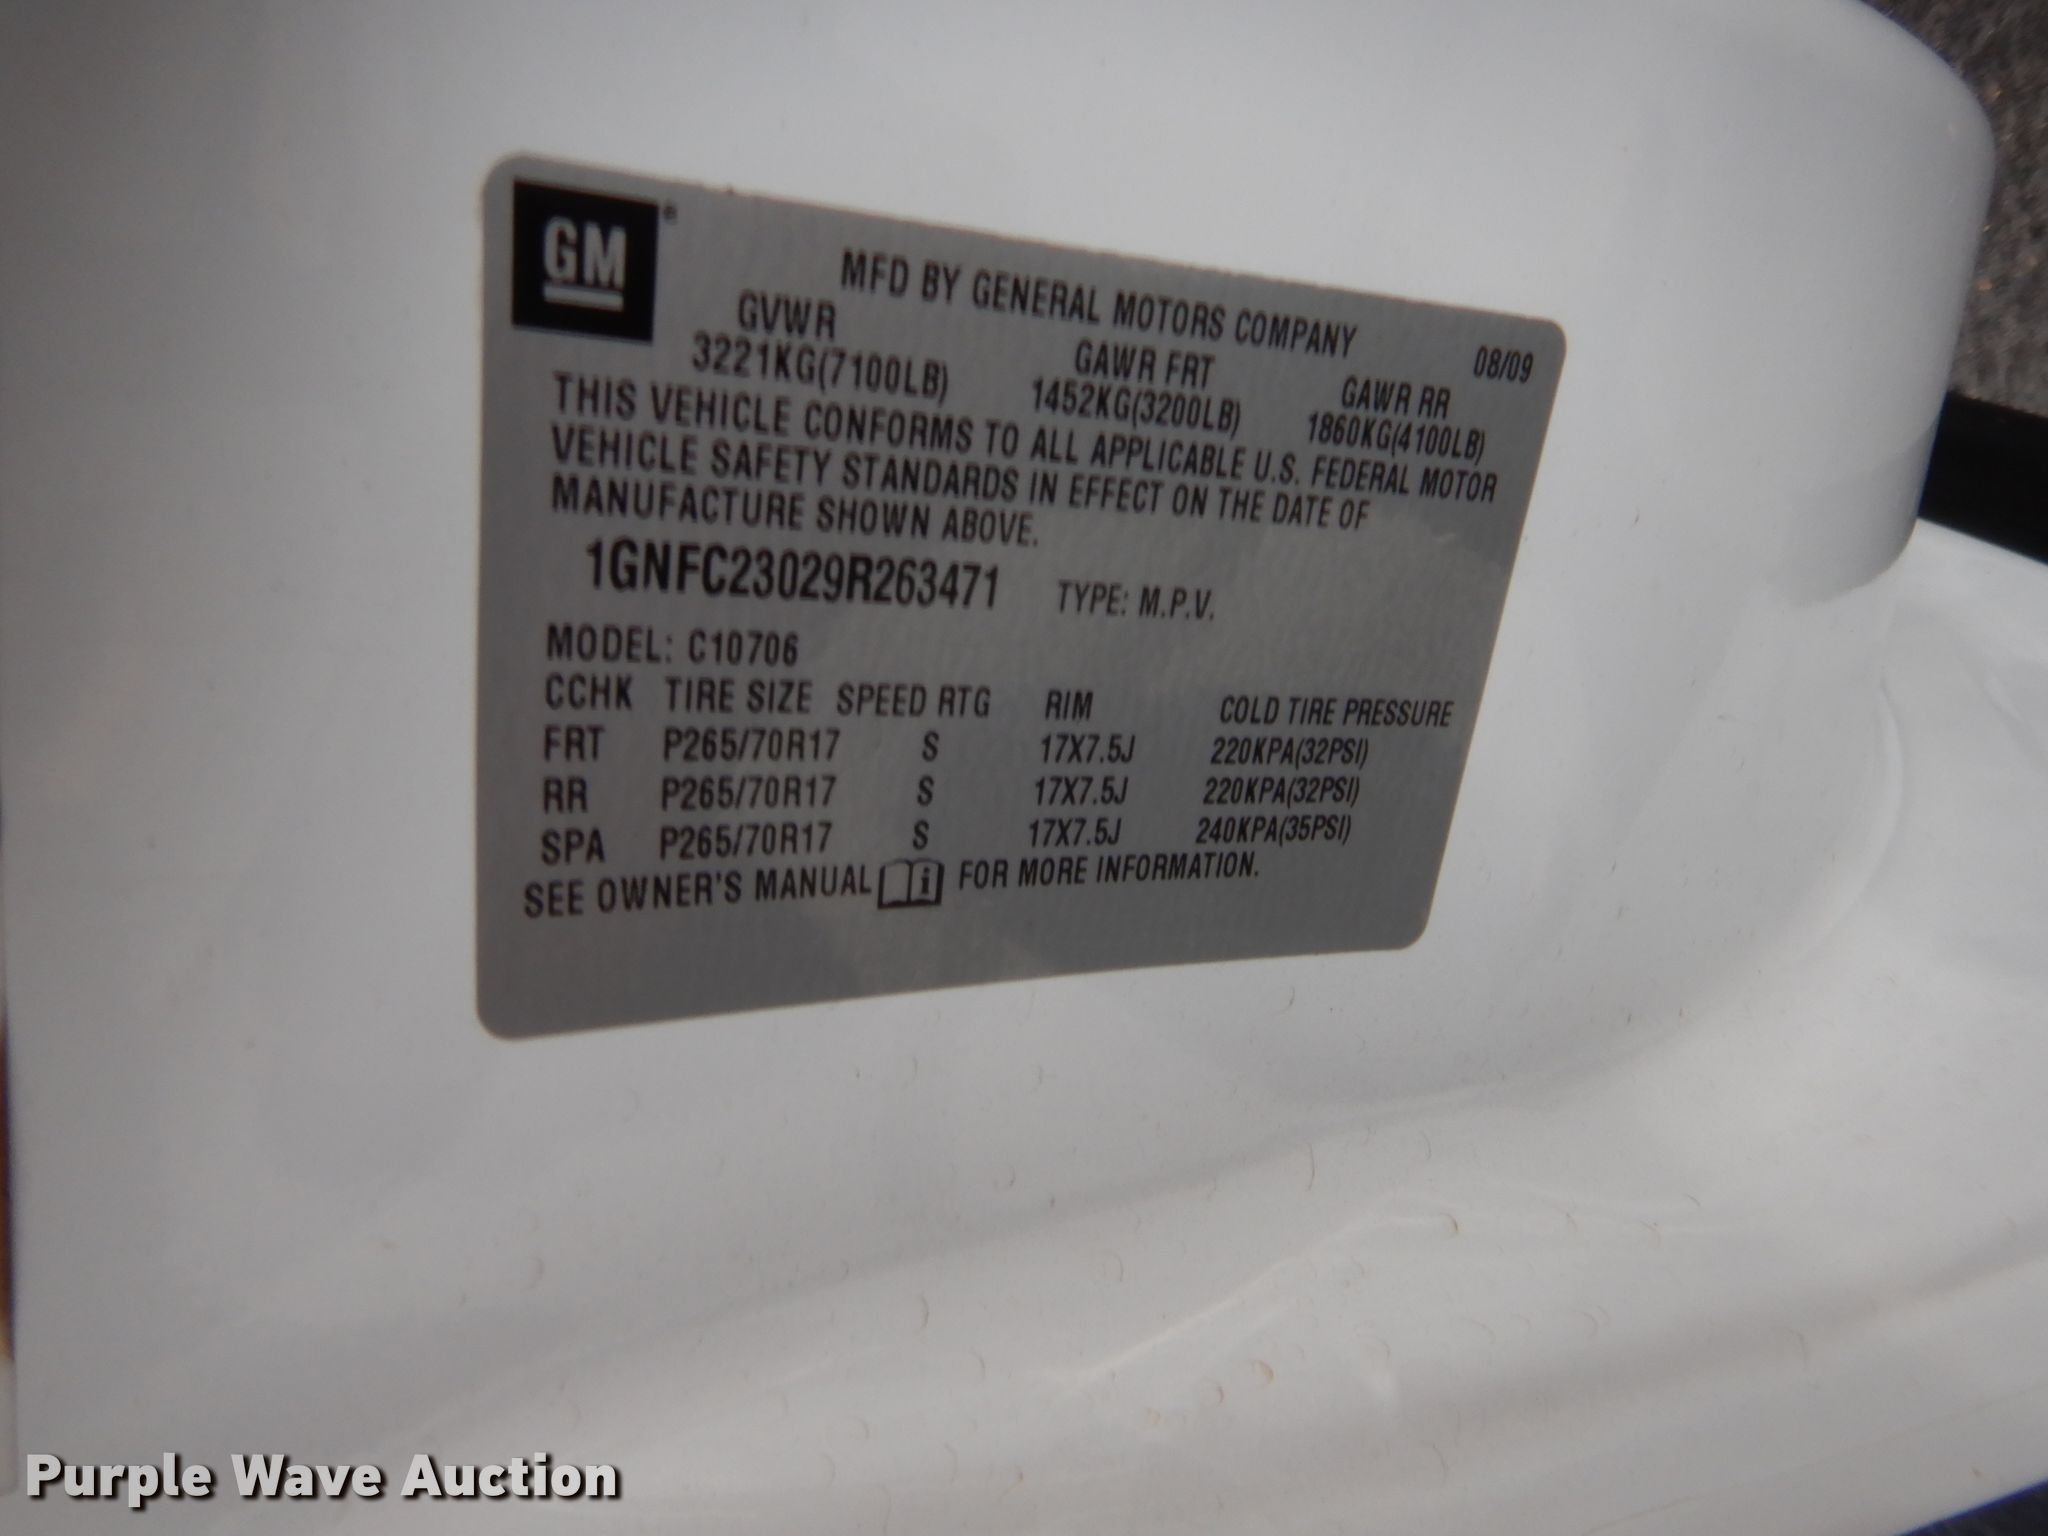 GM®
MFD BY GENERAL MOTORS COMPANY
08/09
GVWR GAWR FRT GAWR RR
3221KG(7100LB) 1452KG(3200LB) 1860KG(4100LB)
THIS VEHICLE CONFORMS TO ALL APPLICABLE U.S. FEDERAL MOTOR
VEHICLE SAFETY STANDARDS IN EFFECT ON THE DATE OF
MANUFACTURE SHOWN ABOVE.
1GNFC23029R263471 TYPE: M.P.V.
MODEL: C10706
CCHK TIRE SIZE SPEED RTG RIM COLD TIRE PRESSURE
FRT P265/70R17 S 17X7.5J 220KPA(32PSI)
RR P265/70R17 S 17X7.5J 220KPA(32PSI)
SPA P265/70R17 S 17X7.5J 240KPA(35PSI)
SEE OWNER'S MANUAL i FOR MORE INFORMATION.
Purple Wave Auction